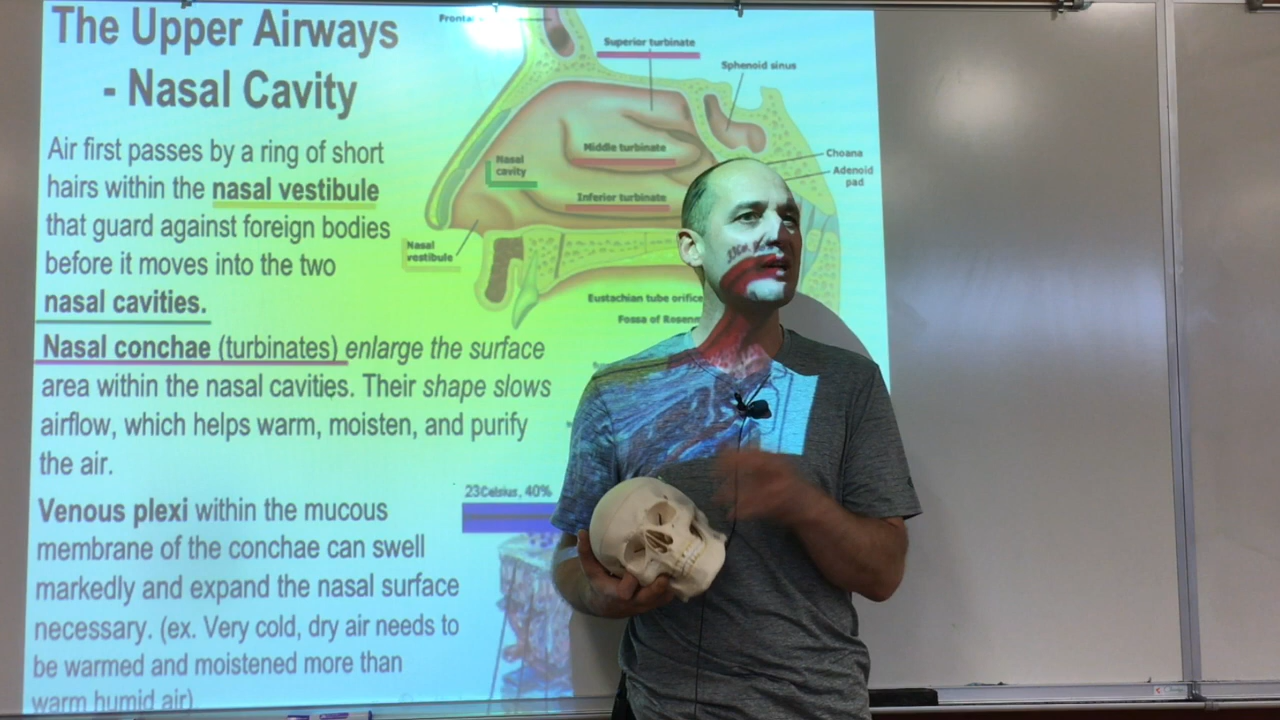 The Upper Airways
- Nasal Cavity
Air first passes by a ring of short
hairs within the nasal vestibule
that guard against foreign bodies
before it moves into the two
nasal cavities.
Nasal conchae (turbinates) enlarge the surface
area within the nasal cavities. Their shape slows
airflow, which helps warm, moisten, and purify
the air.
Venous plexi within the mucous
membrane of the conchae can swell
markedly and expand the nasal surface
necessary. (ex. Very cold, dry air needs to
be warmed and moistened more than
warm humid air)
Frontal
Superior turbinate
Sphenoid sinus
Middle turbinate
Choana
Adenoid
pad
Nasal
cavity
Inferior turbinate
Nasal
vestibule
Eustachian tube orifice
Fossa of
23Celsius, 40%